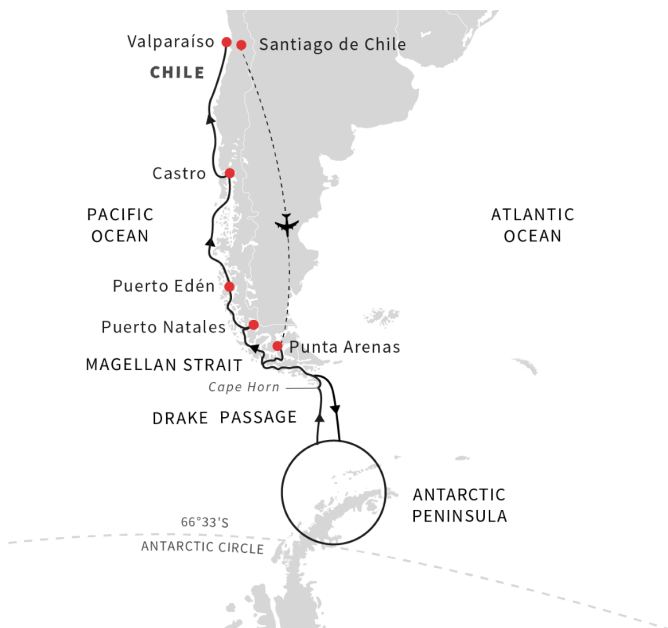 Valparaíso
Santiago de Chile
CHILE
Castro
PACIFIC
OCEAN
ATLANTIC
OCEAN
Puerto Edén
Puerto Natales
Punta Arenas
MAGELLAN STRAIT
Cape Horn
DRAKE PASSAGE
ANTARCTIC
PENINSULA
66°33'S
ANTARCTIC CIRCLE